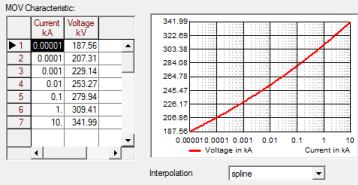 MOV Characteristic:
Current kA Voltage kV
1 0.00001 187.56
2 0.0001 207.31
3 0.001 229.14
4 0.01 253.27
5 0.1 279.94
6 1. 309.41
7 10. 341.99
341.99
322.69
303.38
284.08
264.78
245.47
226.17
206.86
187.56
0.00001 0.0001 0.001 0.01 0.1 1 10
Voltage in kA Current in kA
Interpolation spline